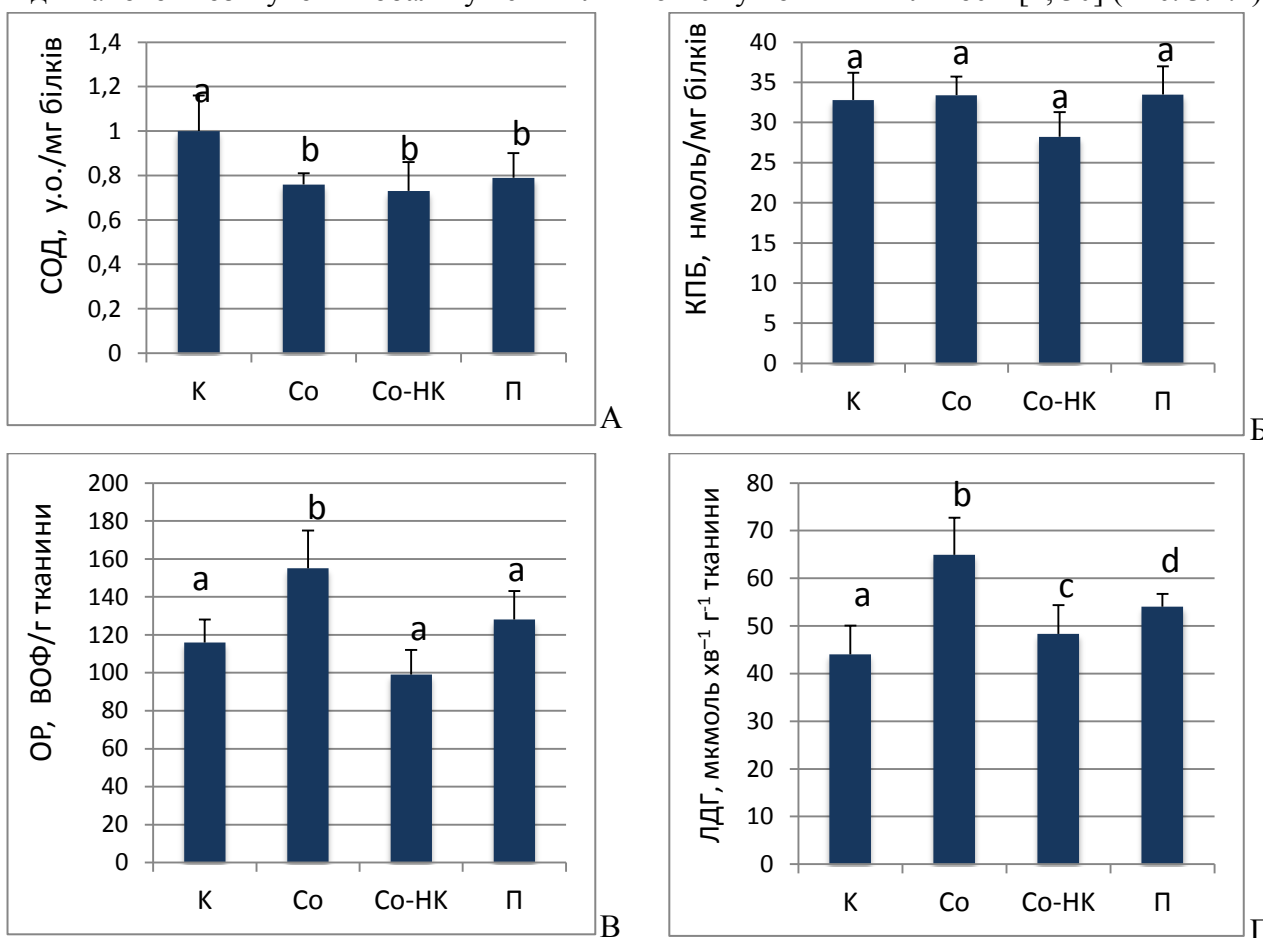 СОД, у.о./мг білків
1,4
1,2
1
0,8
0,6
0,4
0,2
0
a
b
b
b
К
Co
Co-НК
П
А
КПБ, нмоль/мг білків
40
35
30
25
20
15
10
5
0
a
a
a
a
К
Co
Co-НК
П
Б
ОР, ВОФ/г тканини
200
180
160
140
120
100
80
60
40
20
0
a
b
a
a
К
Co
Co-НК
П
В
ЛДГ, мкмоль хв⁻¹ г⁻¹ тканини
80
70
60
50
40
30
20
10
0
a
b
c
d
К
Co
Co-НК
П
Г